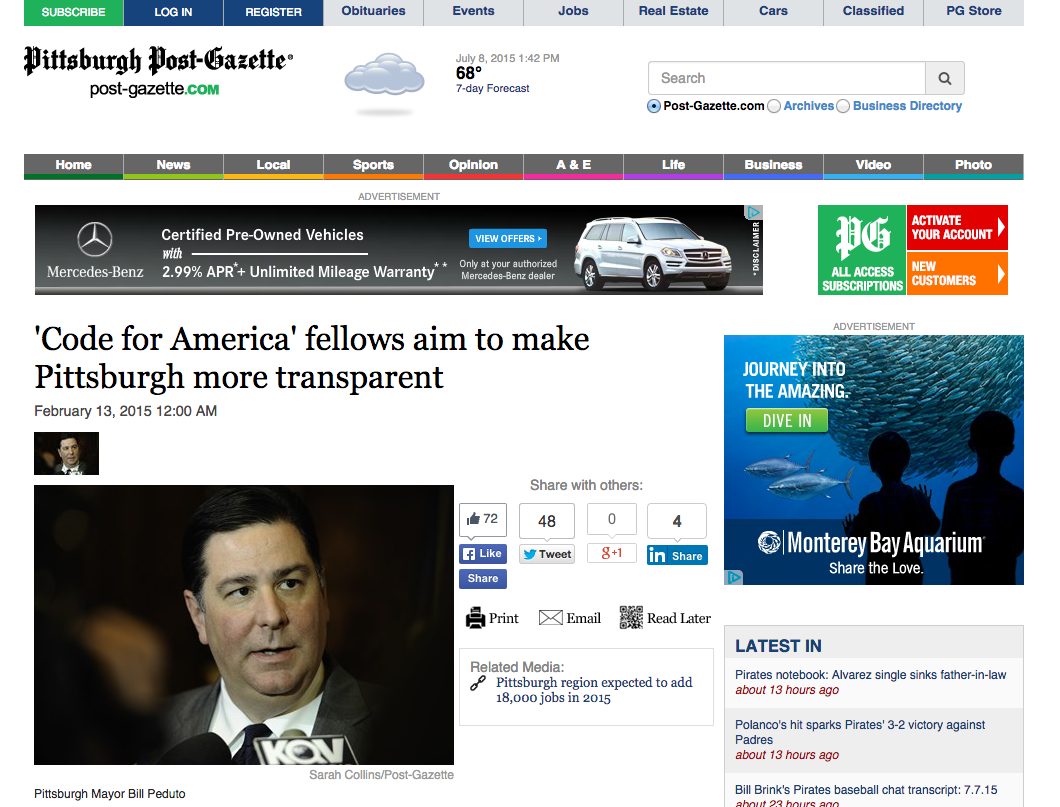 SUBSCRIBE LOG IN REGISTER Obituaries Events Jobs Real Estate Cars Classified PG Store
Pittsburgh Post-Gazette®
post-gazette.COM
July 8, 2015 1:42 PM
68°
7-day Forecast
Search
Post-Gazette.com Archives Business Directory
Home News Local Sports Opinion A & E Life Business Video Photo
ADVERTISEMENT
Mercedes-Benz
Certified Pre-Owned Vehicles
with
2.99% APR*+ Unlimited Mileage Warranty**
VIEW OFFERS
Only at your authorized
Mercedes-Benz dealer
*DISCLAIMER
PG
ALL ACCESS
SUBSCRIPTIONS
ACTIVATE
YOUR ACCOUNT
NEW
CUSTOMERS
'Code for America' fellows aim to make
Pittsburgh more transparent
February 13, 2015 12:00 AM
KQV
Sarah Collins/Post-Gazette
Pittsburgh Mayor Bill Peduto
Share with others:
72 48 0 4
Like Tweet g+1 in Share
Share
Print Email Read Later
Related Media:
Pittsburgh region expected to add
18,000 jobs in 2015
ADVERTISEMENT
JOURNEY INTO
THE AMAZING.
DIVE IN
Monterey Bay Aquarium®
Share the Love.
LATEST IN
Pirates notebook: Alvarez single sinks father-in-law
about 13 hours ago
Polanco's hit sparks Pirates' 3-2 victory against
Padres
about 13 hours ago
Bill Brink's Pirates baseball chat transcript: 7.7.15
about 23 hours ago